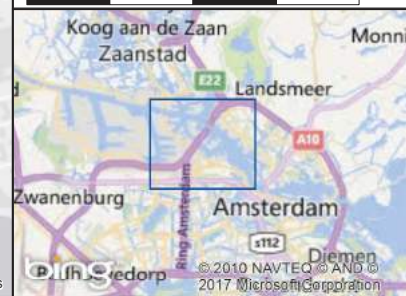 Koog aan de Zaan
Zaanstad
Monni
E22
Landsmeer
A10
Zwanenburg
Ring Amsterdam
Amsterdam
s112
Diemen
P
bing
© 2010 NAVTEQ © AND ©
2017 Microsoft Corporation
s